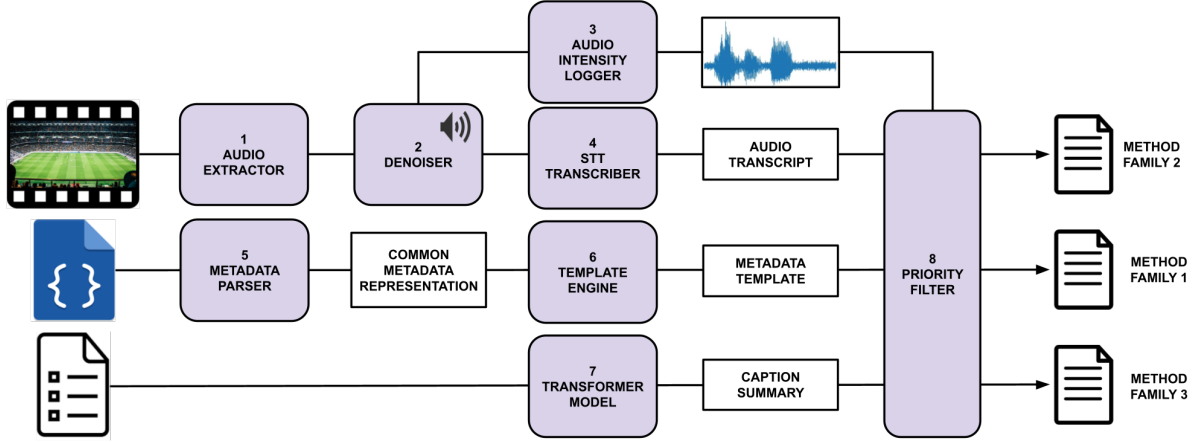 3
AUDIO
INTENSITY
LOGGER
1
AUDIO
EXTRACTOR
2
DENOISER
4
STT
TRANSCRIBER
AUDIO
TRANSCRIPT
METHOD
FAMILY 2
5
METADATA
PARSER
COMMON
METADATA
REPRESENTATION
6
TEMPLATE
ENGINE
METADATA
TEMPLATE
8
PRIORITY
FILTER
METHOD
FAMILY 1
7
TRANSFORMER
MODEL
CAPTION
SUMMARY
METHOD
FAMILY 3